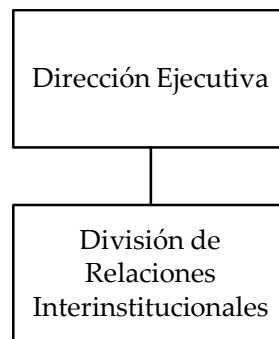 Dirección Ejecutiva
División de
Relaciones
Interinstitucionales